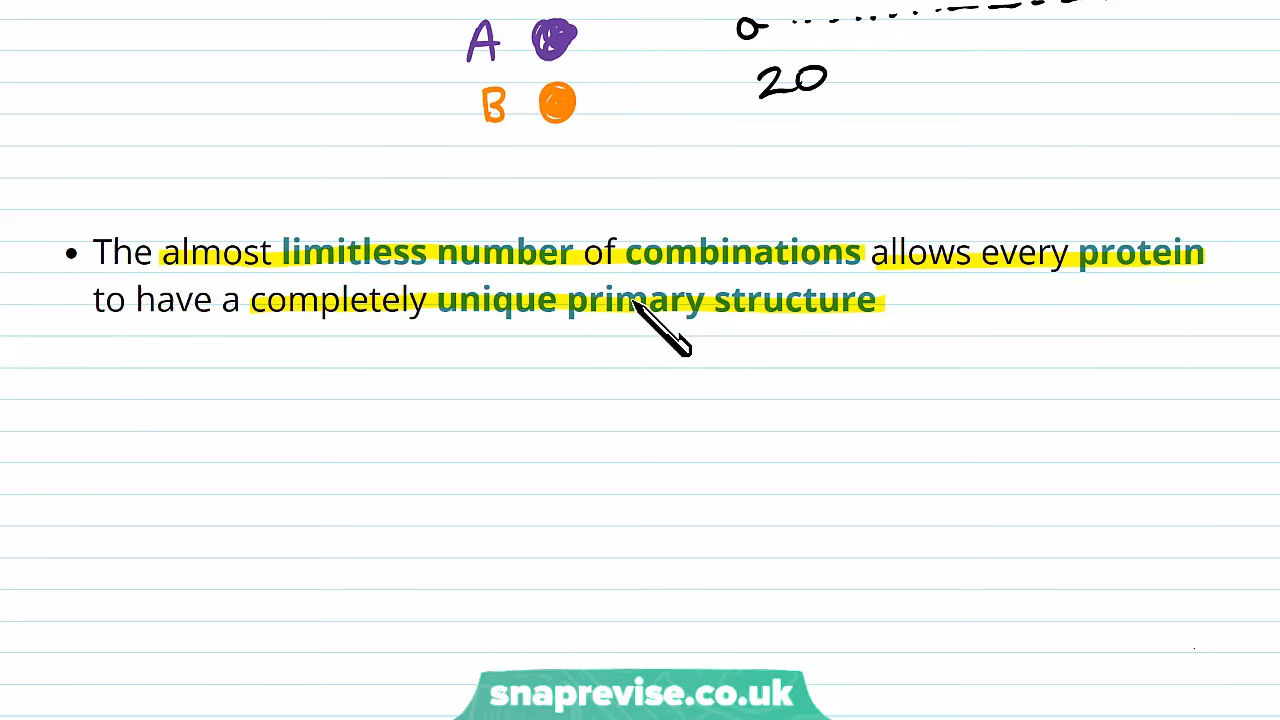 A
B
20
• The almost limitless number of combinations allows every protein
to have a completely unique primary structure
snaprevise.co.uk